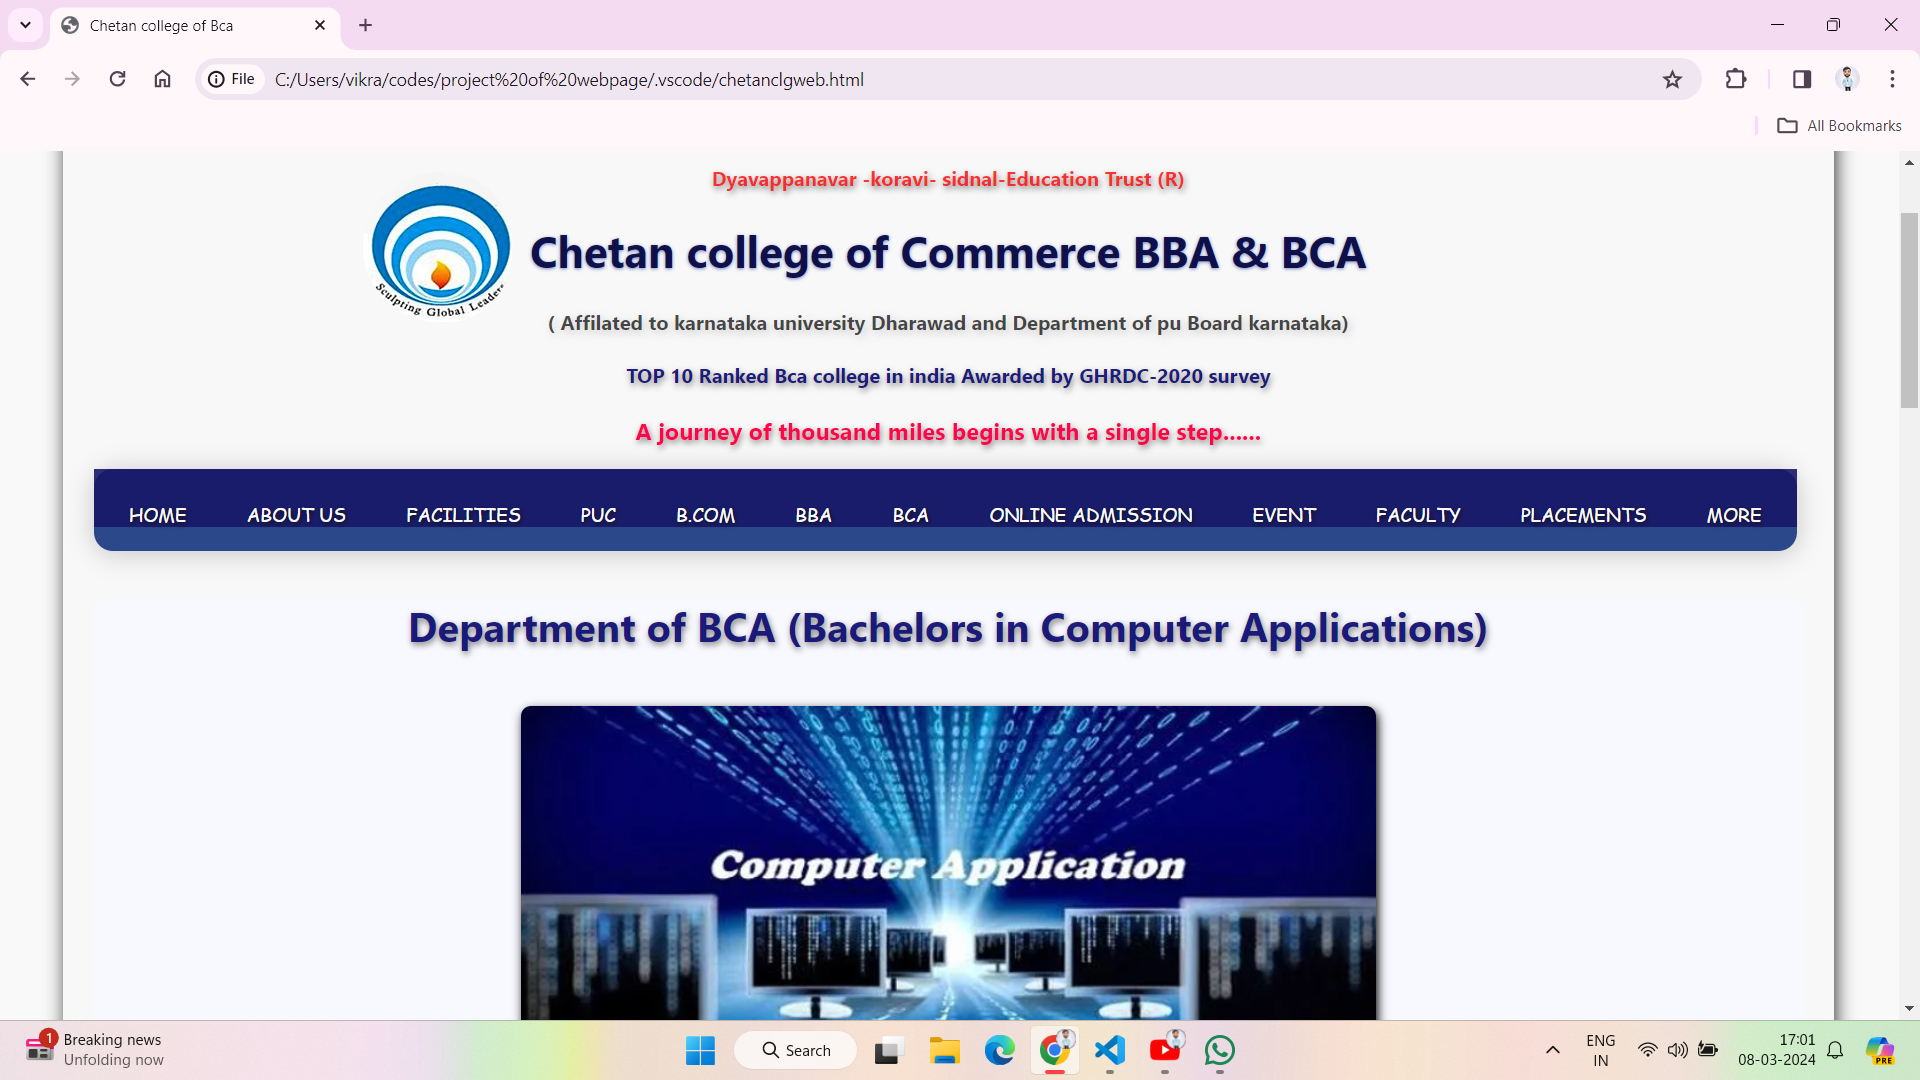 Chetan college of Bca
File
C:/Users/vikra/codes/project%20of%20webpage/.vscode/chetanclgweb.html
All Bookmarks
Dyavappanavar -koravi- sidnal-Education Trust (R)
Sculpting Global Leader
Chetan college of Commerce BBA & BCA
( Affilated to karnataka university Dharawad and Department of pu Board karnataka)
TOP 10 Ranked Bca college in india Awarded by GHRDC-2020 survey
A journey of thousand miles begins with a single step......
HOME ABOUT US FACILITIES PUC B.COM BBA BCA ONLINE ADMISSION EVENT FACULTY PLACEMENTS MORE
Department of BCA (Bachelors in Computer Applications)
Computer Application
1
Breaking news
Unfolding now
Search
ENG
IN
17:01
08-03-2024
PRE